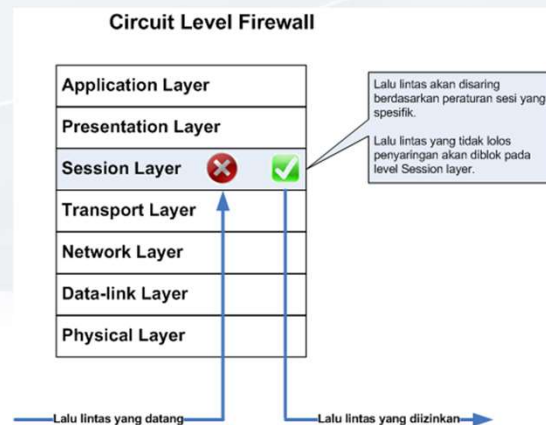 Circuit Level Firewall
Application Layer
Presentation Layer
Session Layer
Transport Layer
Network Layer
Data-link Layer
Physical Layer
Lalu lintas akan disaring
berdasarkan peraturan sesi yang
spesifik.
Lalu lintas yang tidak lolos
penyaringan akan diblok pada
level Session layer.
Lalu lintas yang datang
Lalu lintas yang diizinkan